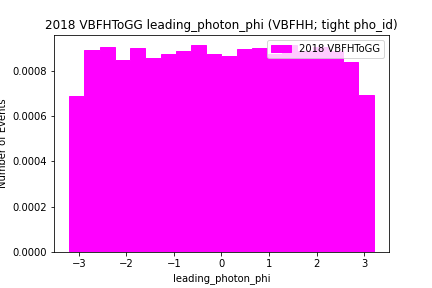 2018 VBFHToGG leading_photon_phi (VBFHH; tight pho_id)
2018 VBFHToGG
0.0008
0.0006
0.0004
0.0002
0.0000
Number of Events
−3 −2 −1 0 1 2 3
leading_photon_phi